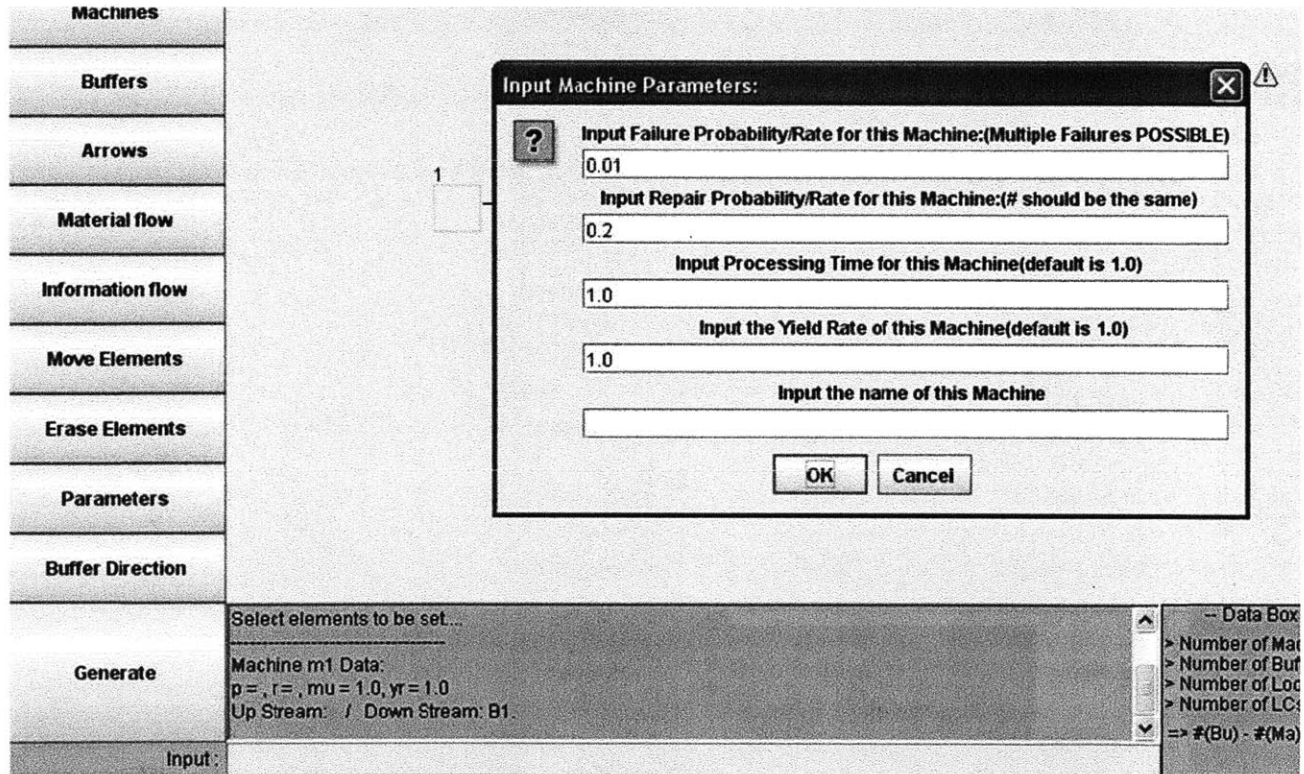 Machines
Buffers
Arrows
Material flow
Information flow
Move Elements
Erase Elements
Parameters
Buffer Direction
Generate
1
Input Machine Parameters:
?
Input Failure Probability/Rate for this Machine:(Multiple Failures POSSIBLE)
0.01
Input Repair Probability/Rate for this Machine:(# should be the same)
0.2
Input Processing Time for this Machine(default is 1.0)
1.0
Input the Yield Rate of this Machine(default is 1.0)
1.0
Input the name of this Machine
OK
Cancel
Select elements to be set....
Machine m1 Data:
p = , r = , mu = 1.0, yr = 1.0
Up Stream: / Down Stream: B1.
-- Data Box
> Number of Mac
> Number of Buf
> Number of Loo
> Number of LCs
=> #(Bu) - #(Ma)
Input :